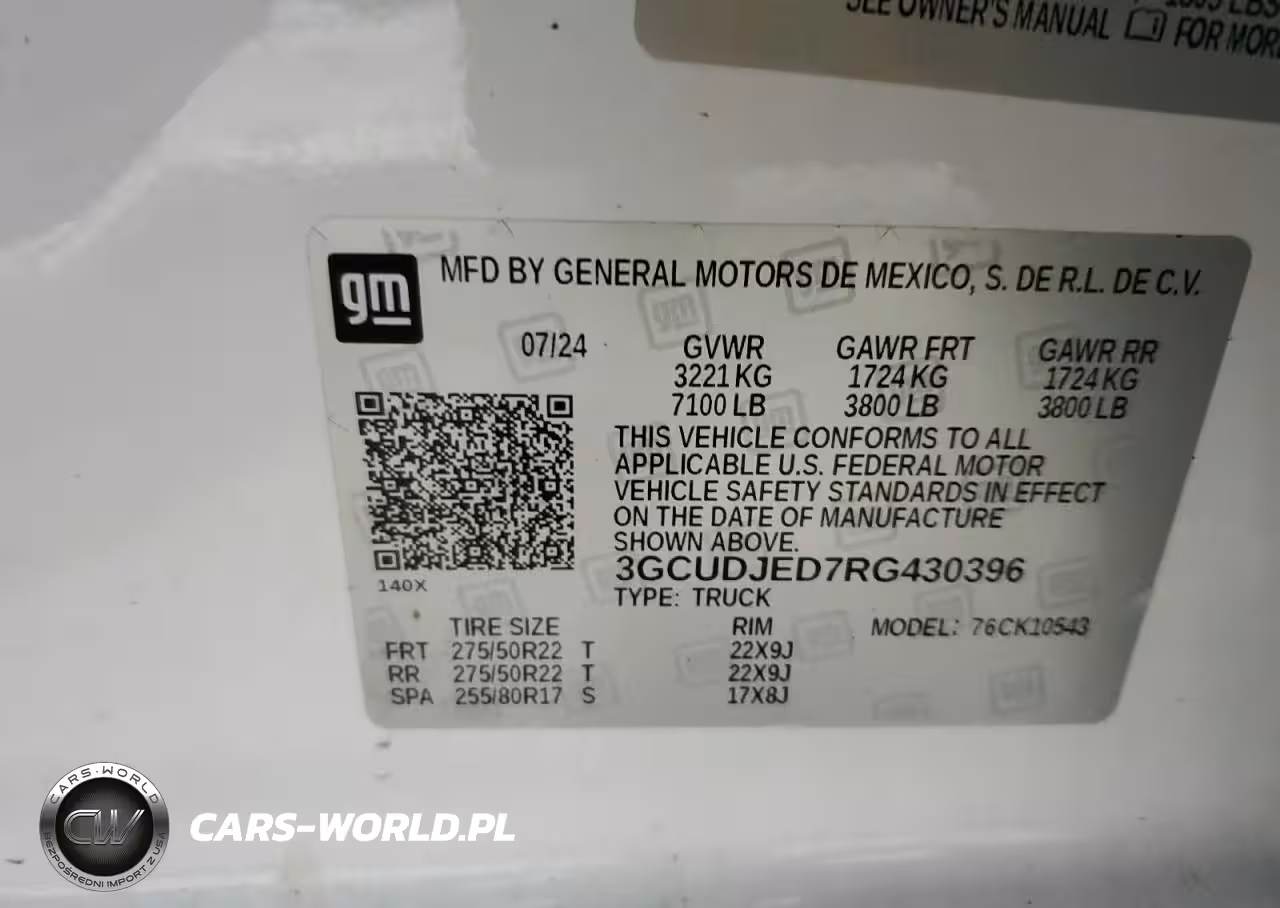 SEE OWNER'S MANUAL FOR MORE
gm
MFD BY GENERAL MOTORS DE MEXICO, S. DE R.L. DE C.V.
07/24 GVWR GAWR FRT GAWR RR
3221 KG 1724 KG 1724 KG
7100 LB 3800 LB 3800 LB
THIS VEHICLE CONFORMS TO ALL
APPLICABLE U.S. FEDERAL MOTOR
VEHICLE SAFETY STANDARDS IN EFFECT
ON THE DATE OF MANUFACTURE
SHOWN ABOVE.
3GCUDJED7RG430396
140X
TYPE: TRUCK
TIRE SIZE RIM MODEL: 76CK10543
FRT 275/50R22 T 22X9J
RR 275/50R22 T 22X9J
SPA 255/80R17 S 17X8J
CARS-WORLD
CW
BEZPOŚREDNI IMPORT Z USA
CARS-WORLD.PL